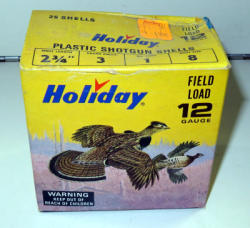 25 SHELLS
Holiday
PLASTIC SHOTGUN SHELLS
2¾" 3 1 8
Holiday
FIELD
LOAD
12
GAUGE
WARNING
KEEP OUT OF
REACH OF CHILDREN